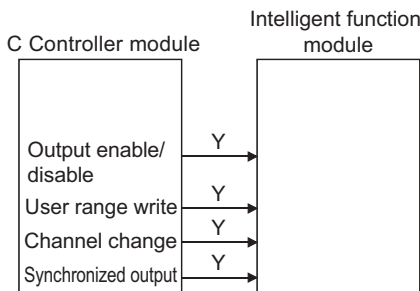 Intelligent function
module
C Controller module
Output enable/
disable
Y
User range write
Y
Channel change
Y
Synchronized output
Y